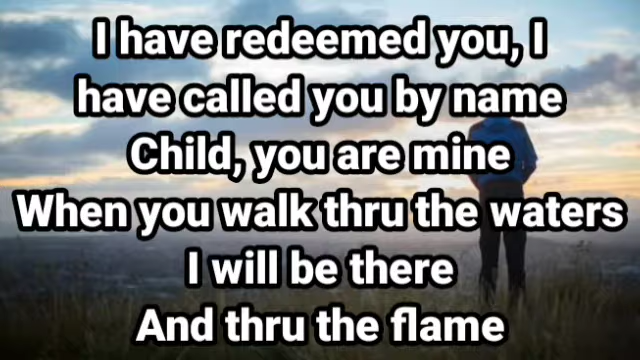 I have redeemed you, I
have called you by name
Child, you are mine
When you walk thru the waters
I will be there
And thru the flame